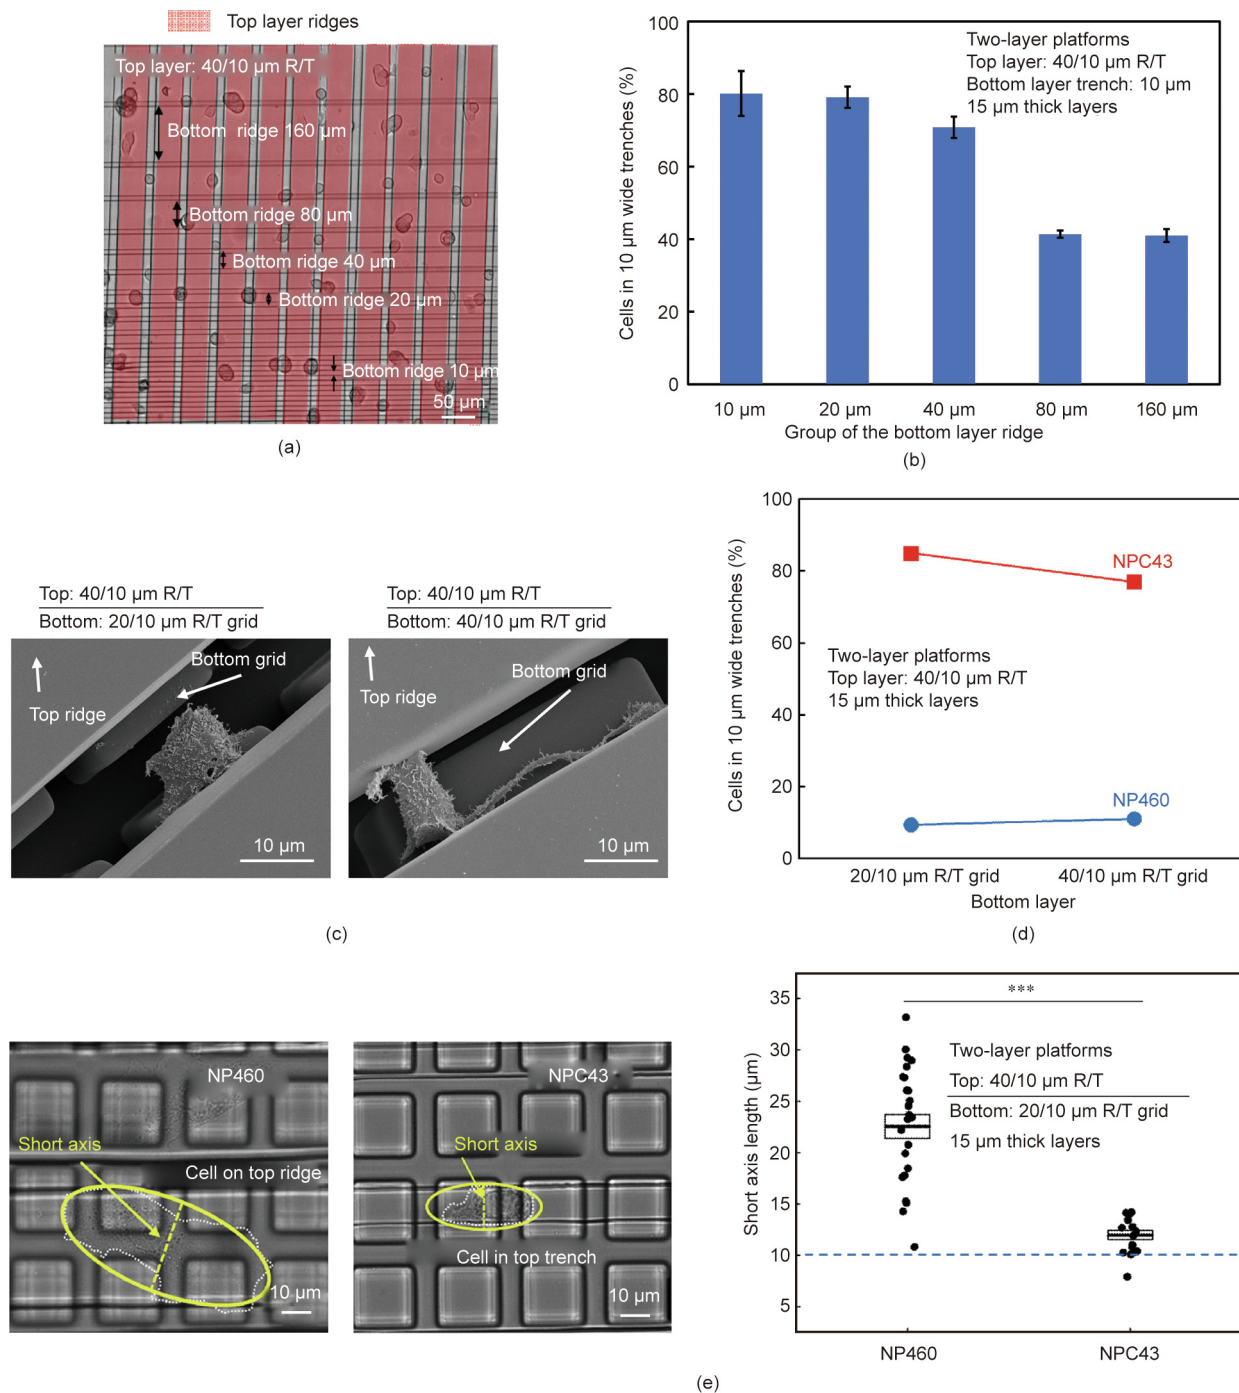 Top layer ridges
Top layer: 40/10 μm R/T
Bottom ridge 160 μm
Bottom ridge 80 μm
Bottom ridge 40 μm
Bottom ridge 20 μm
Bottom ridge 10 μm
50 μm
(a)
Cells in 10 μm wide trenches (%)
100
80
60
40
20
0
Two-layer platforms
Top layer: 40/10 μm R/T
Bottom layer trench: 10 μm
15 μm thick layers
10 μm 20 μm 40 μm 80 μm 160 μm
Group of the bottom layer ridge
(b)
Top: 40/10 μm R/T
Bottom: 20/10 μm R/T grid
Bottom grid
Top ridge
10 μm
Top: 40/10 μm R/T
Bottom: 40/10 μm R/T grid
Bottom grid
Top ridge
10 μm
(c)
Cells in 10 μm wide trenches (%)
100
80
60
40
20
0
NPC43
Two-layer platforms
Top layer: 40/10 μm R/T
15 μm thick layers
NP460
20/10 μm R/T grid 40/10 μm R/T grid
Bottom layer
(d)
NP460
Short axis
Cell on top ridge
10 μm
NPC43
Short axis
Cell in top trench
10 μm
Short axis length (μm)
35
30
25
20
15
10
5
***
Two-layer platforms
Top: 40/10 μm R/T
Bottom: 20/10 μm R/T grid
15 μm thick layers
NP460 NPC43
(e)